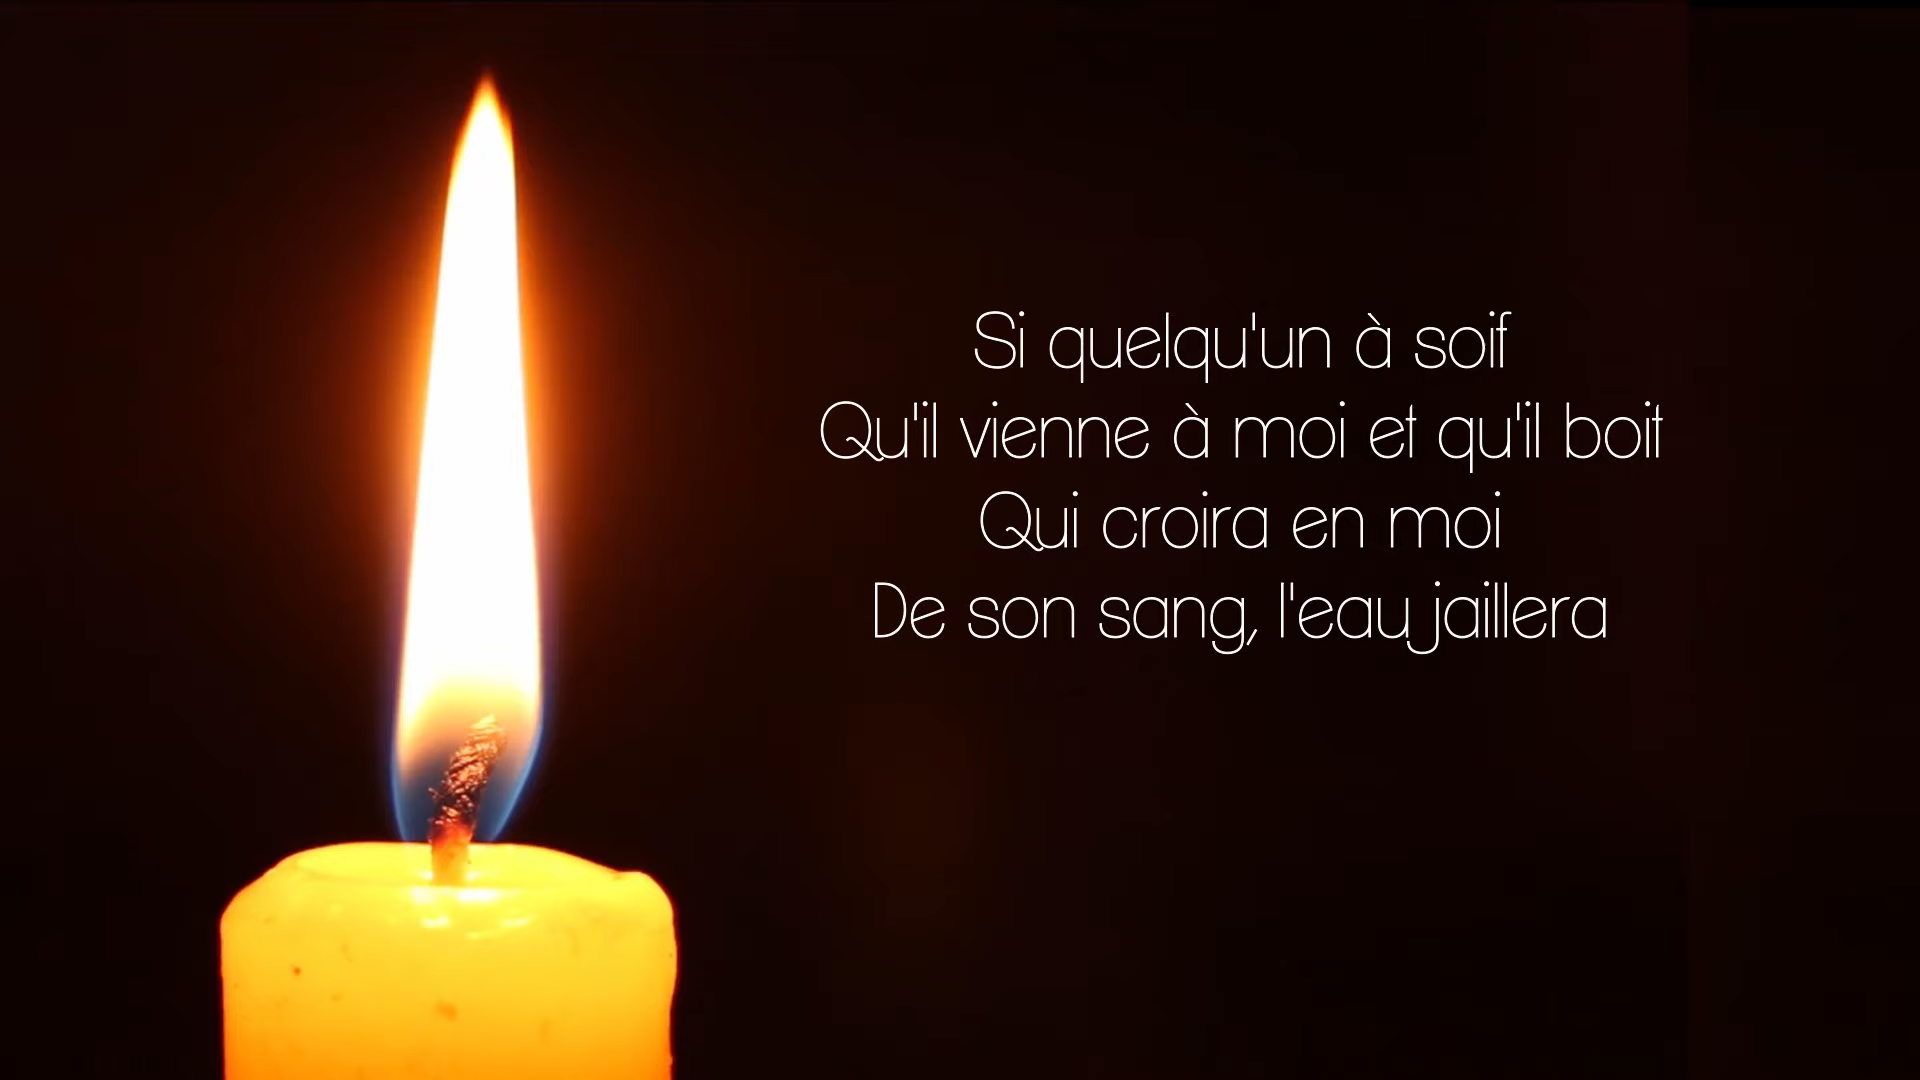 Si quelqu'un à soif
Qu'il vienne à moi et qu'il boit
Qui croira en moi
De son sang, l'eau jaillera